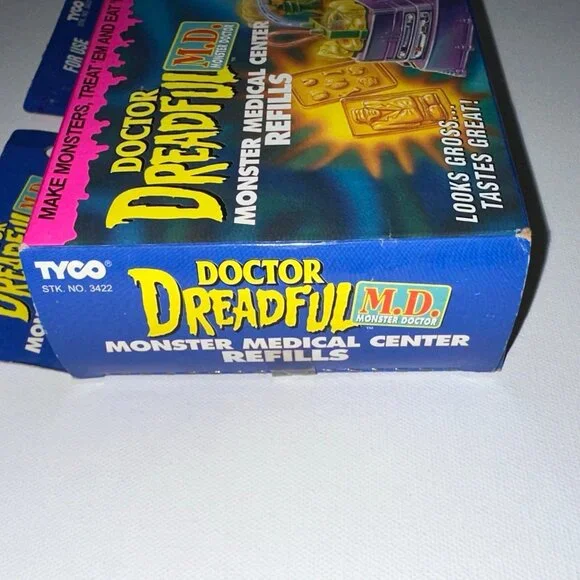 TYCO
FOR USE
MAKE MONSTERS, TREAT 'EM AND EAT
DOCTOR
DREADFUL M.D.
MONSTER DOCTOR
MONSTER MEDICAL CENTER
REFILLS
LOOKS GROSS...
TASTES GREAT!
DREADFUL M.D.
TYCO®
STK. NO. 3422
DOCTOR
DREADFUL M.D.
MONSTER DOCTOR
™
MONSTER MEDICAL CENTER
REFILLS